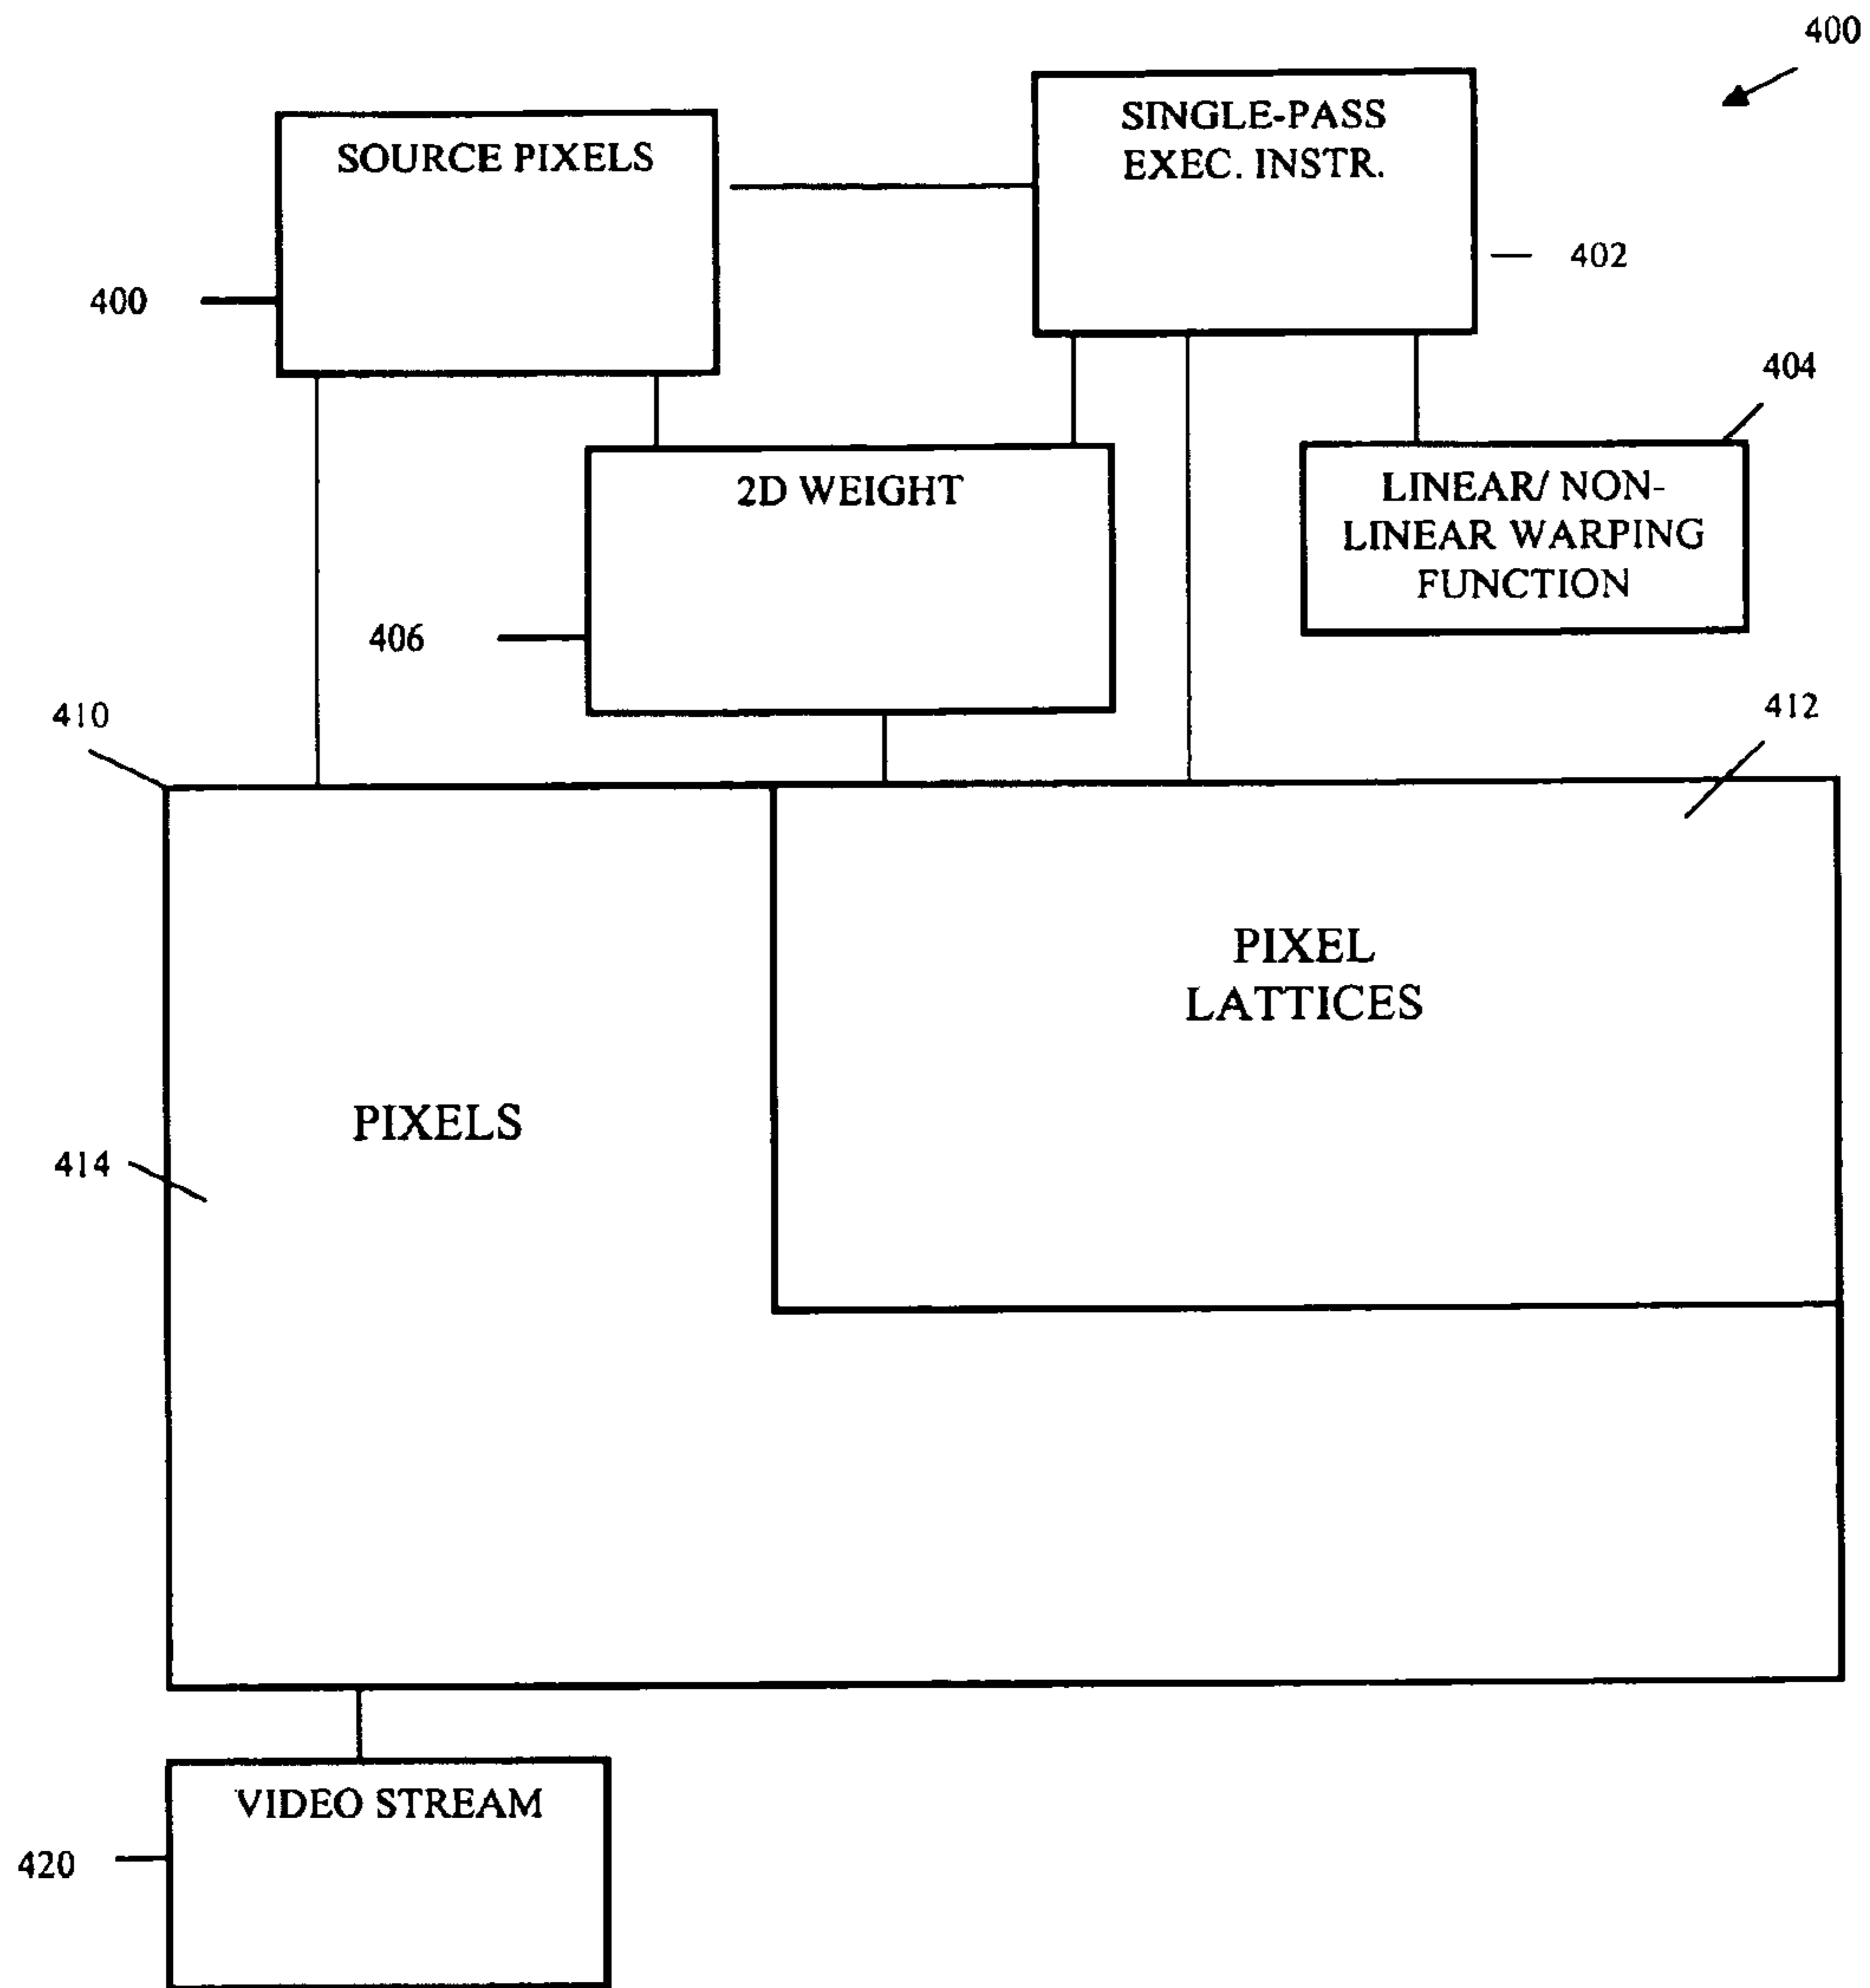 400
SOURCE PIXELS
SINGLE-PASS
EXEC. INSTR.
402
400
404
2D WEIGHT
LINEAR/ NON-
LINEAR WARPING
FUNCTION
406
410
412
PIXEL
LATTICES
PIXELS
414
VIDEO STREAM
420